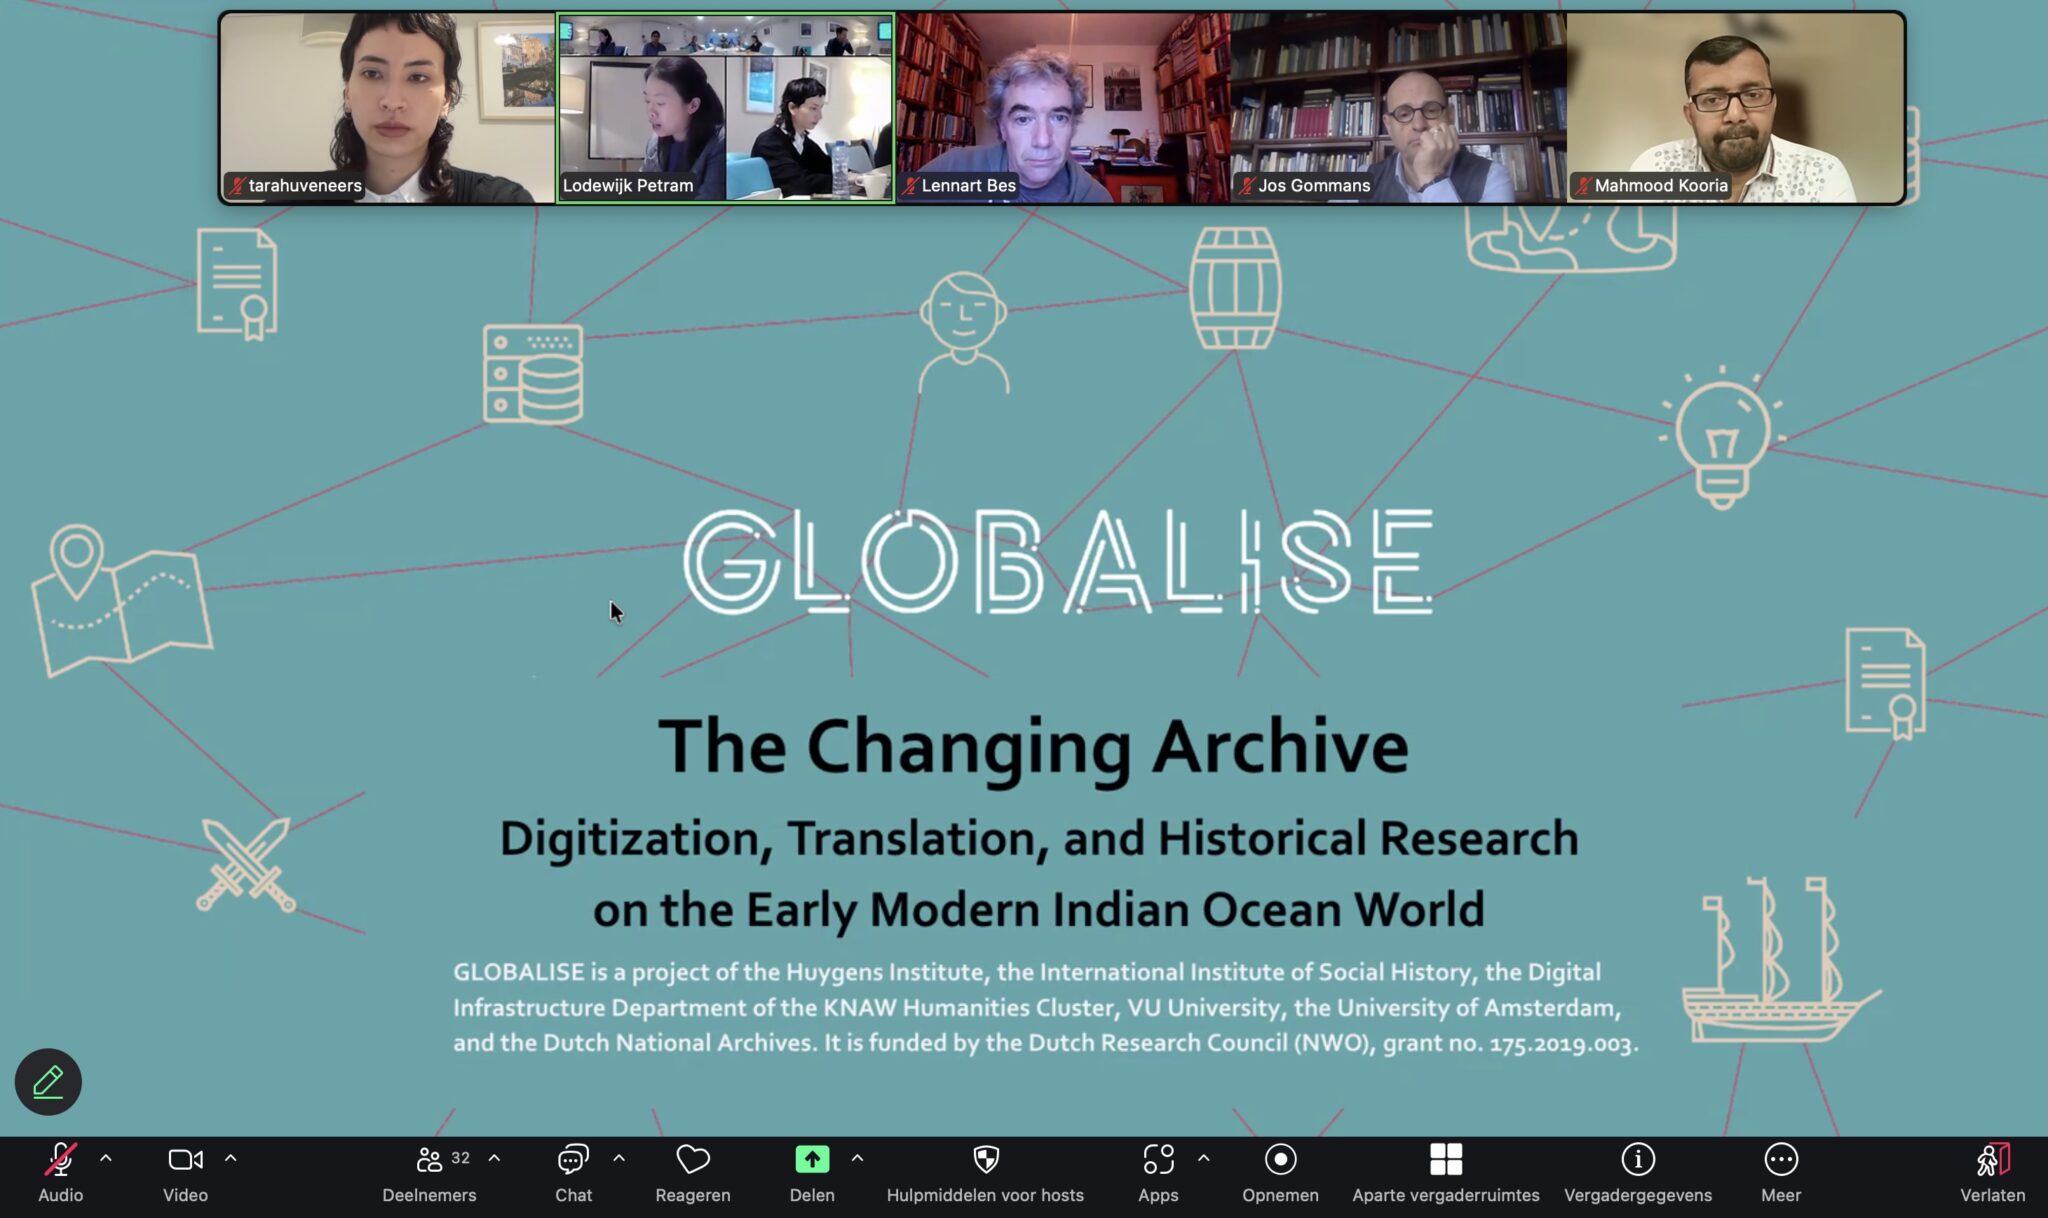 tarahuveneers
Lodewijk Petram
Lennart Bes
Jos Gommans
Mahmood Kooria
GLOBALISE
The Changing Archive
Digitization, Translation, and Historical Research
on the Early Modern Indian Ocean World
GLOBALISE is a project of the Huygens Institute, the International Institute of Social History, the Digital
Infrastructure Department of the KNAW Humanities Cluster, VU University, the University of Amsterdam,
and the Dutch National Archives. It is funded by the Dutch Research Council (NWO), grant no. 175.2019.003.
32
Audio
Video
Deelnemers
Chat
Reageren
Delen
Hulpmiddelen voor hosts
Apps
Opnemen
Aparte vergaderruimtes
Vergadergegevens
Meer
Verlaten